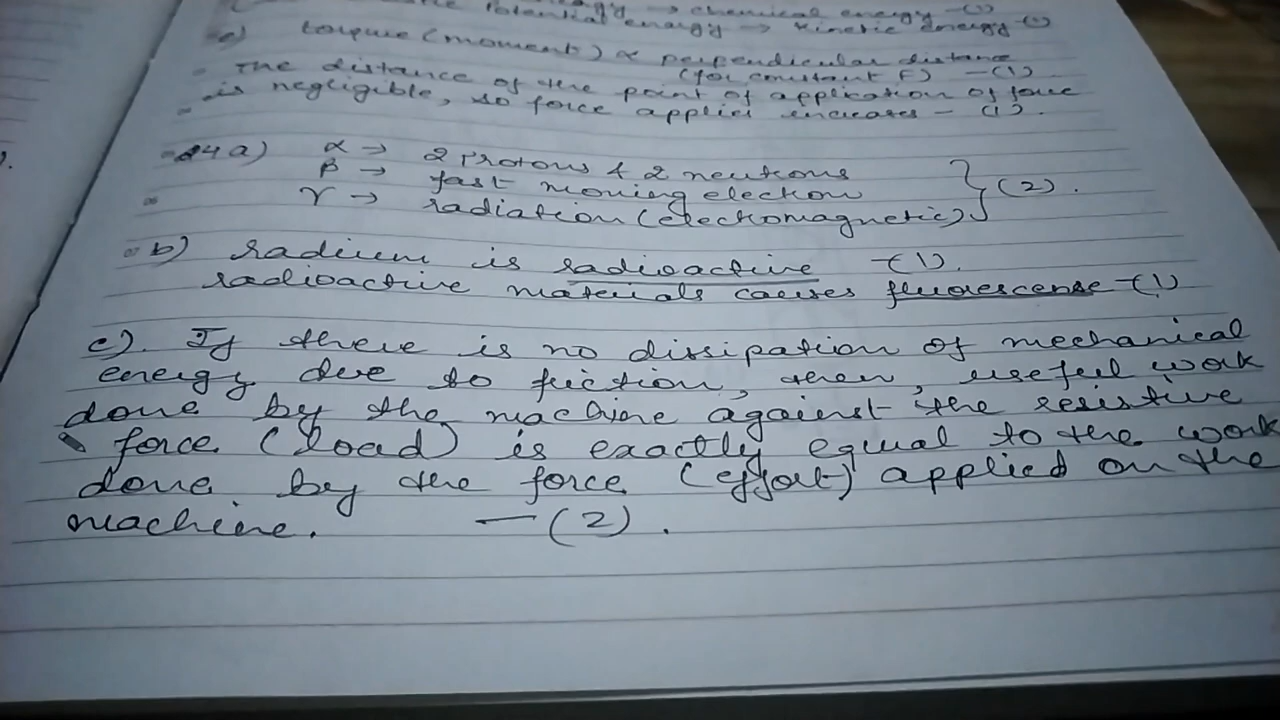 → chemical energy -(1)
Potential energy → kinetic energy -(1)
e) torque (moment) ∝ perpendicular distance
(for constant F) -(1)
The distance of the point of application of force
is negligible, so force applied increases - (1).
4a) α → 2 Protons & 2 neutrons
β → fast moving electron
γ → radiation (electromagnetic) } (2).
b) radium is radioactive -(1).
radioactive materials causes fluorescense -(1)
c). If there is no dissipation of mechanical
energy due to friction, then, useful work
done by the machine against the resistive
force (load) is exactly equal to the work
done by the force (effort) applied on the
machine. -(2).